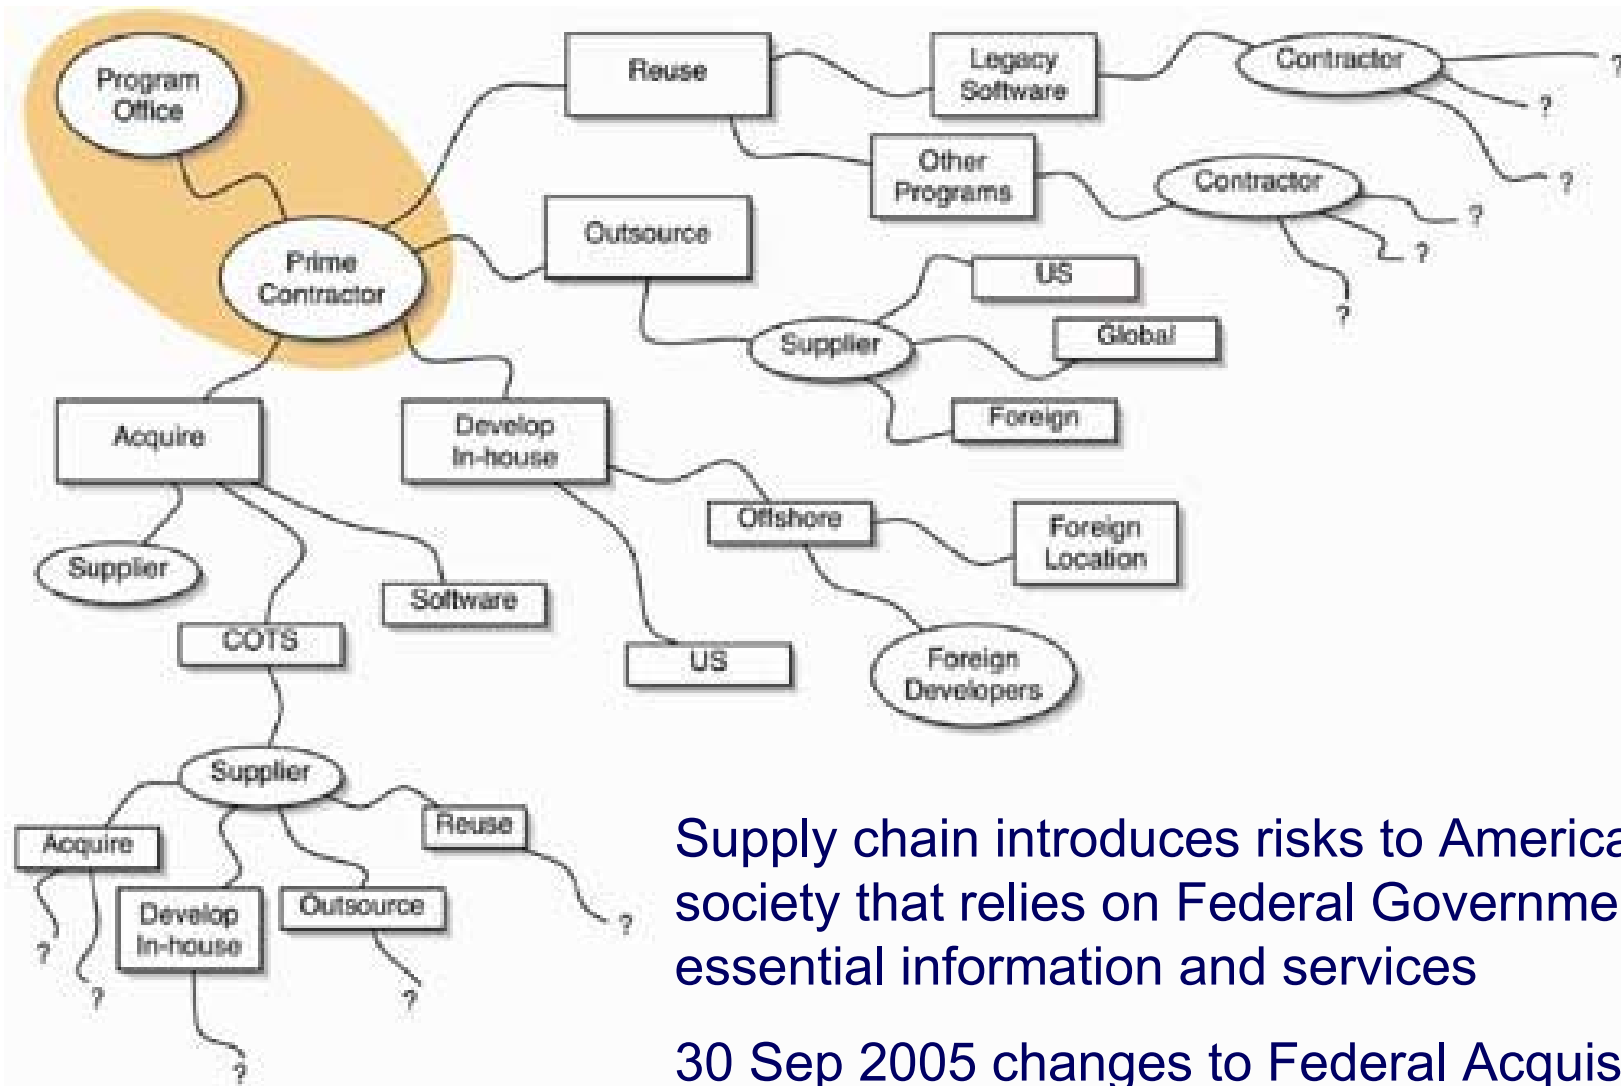 Program
Office
Prime
Contractor
Reuse
Legacy
Software
Contractor
?
?
?
Other
Programs
Contractor
?
?
?
Outsource
Supplier
US
Global
Foreign
Acquire
Develop
In-house
Supplier
Software
COTS
US
Offshore
Foreign
Location
Foreign
Developers
Supplier
Acquire
?
?
Develop
In-house
?
Outsource
?
Reuse
?
Supply chain introduces risks to America
society that relies on Federal Governme
essential information and services
30 Sep 2005 changes to Federal Acquis